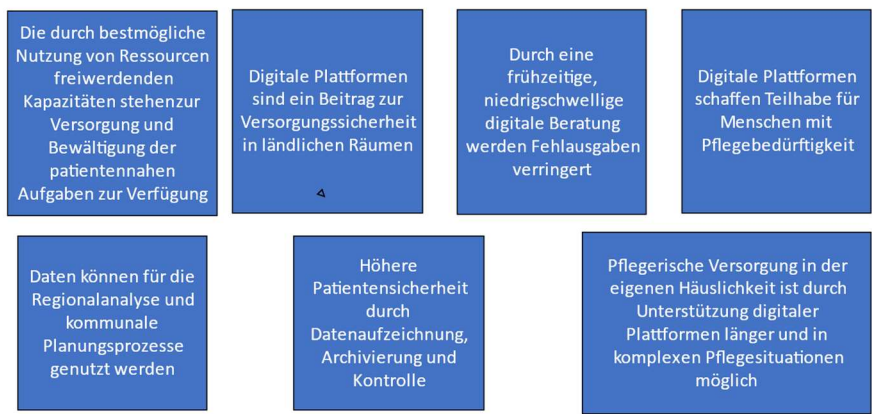 Die durch bestmögliche
Nutzung von Ressourcen
freiwerdenden
Kapazitäten stehenzur
Versorgung und
Bewältigung der
patientennahen
Aufgaben zur Verfügung
Digitale Plattformen
sind ein Beitrag zur
Versorgungssicherheit
in ländlichen Räumen
Durch eine
frühzeitige,
niedrigschwellige
digitale Beratung
werden Fehlausgaben
verringert
Digitale Plattformen
schaffen Teilhabe für
Menschen mit
Pflegebedürftigkeit
Daten können für die
Regionalanalyse und
kommunale
Planungsprozesse
genutzt werden
Höhere
Patientensicherheit
durch
Datenaufzeichnung,
Archivierung und
Kontrolle
Pflegerische Versorgung in der
eigenen Häuslichkeit ist durch
Unterstützung digitaler
Plattformen länger und in
komplexen Pflegesituationen
möglich